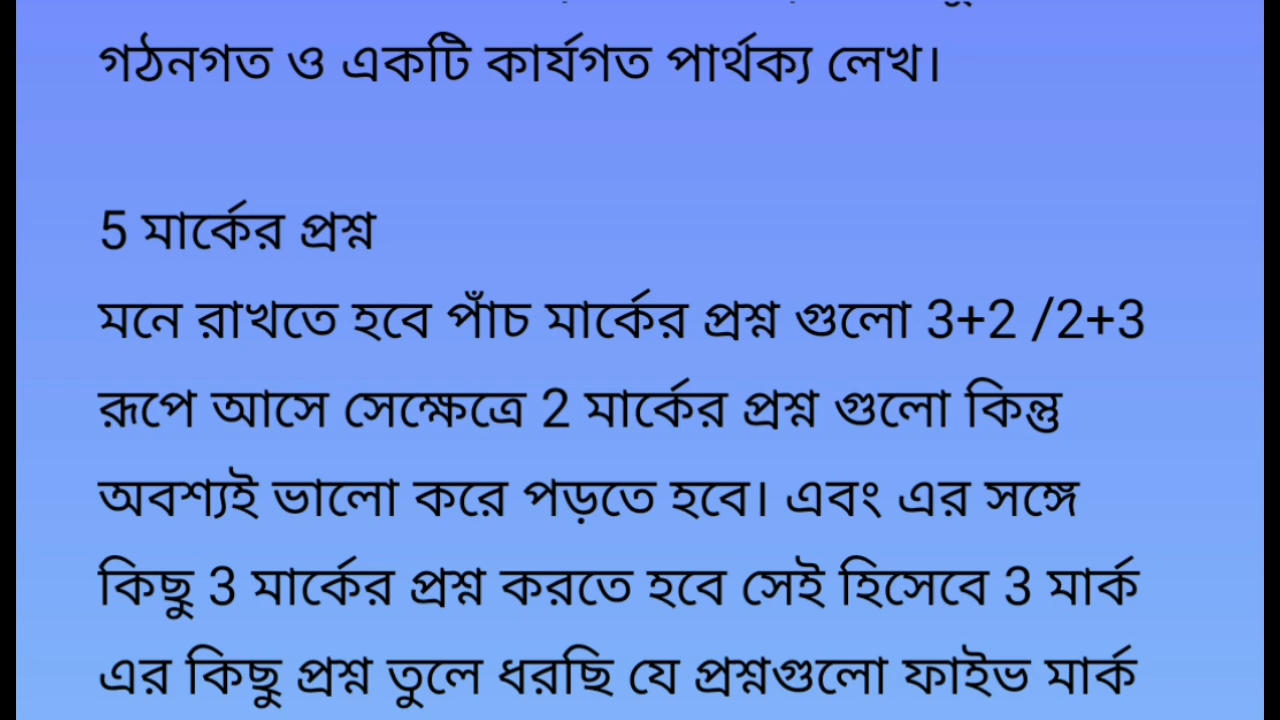 গঠনগত ও একটি কার্যগত পার্থক্য লেখ।
5 মার্কের প্রশ্ন
মনে রাখতে হবে পাঁচ মার্কের প্রশ্ন গুলো 3+2 /2+3
রূপে আসে সেক্ষেত্রে 2 মার্কের প্রশ্ন গুলো কিন্তু
অবশ্যই ভালো করে পড়তে হবে। এবং এর সঙ্গে
কিছু 3 মার্কের প্রশ্ন করতে হবে সেই হিসেবে 3 মার্ক
এর কিছু প্রশ্ন তুলে ধরছি যে প্রশ্নগুলো ফাইভ মার্ক